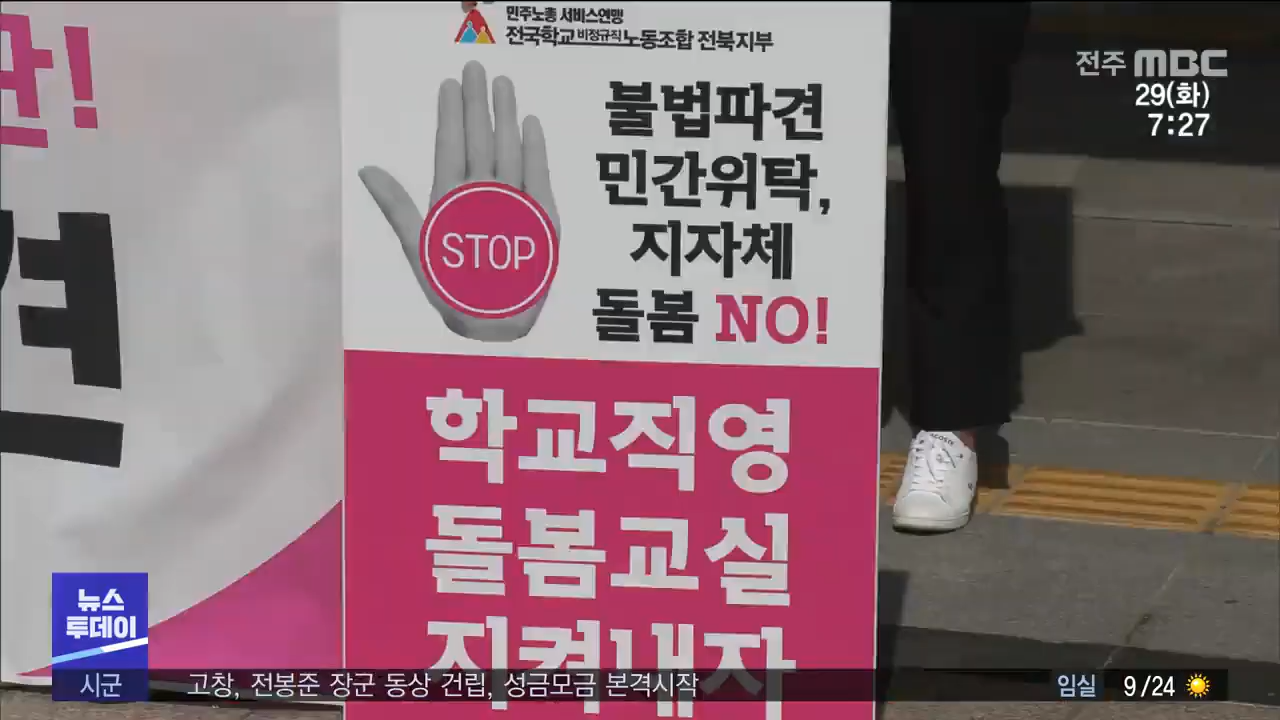 민주노총 서비스연맹
전국학교비정규직노동조합 전북지부
불법파견
민간위탁,
지자체
돌봄 NO!
STOP
학교직영
돌봄교실
지켜내자
전주 MBC
29(화)
7:27
뉴스
투데이
시군
고창, 전봉준 장군 동상 건립, 성금모금 본격시작
임실 9/24